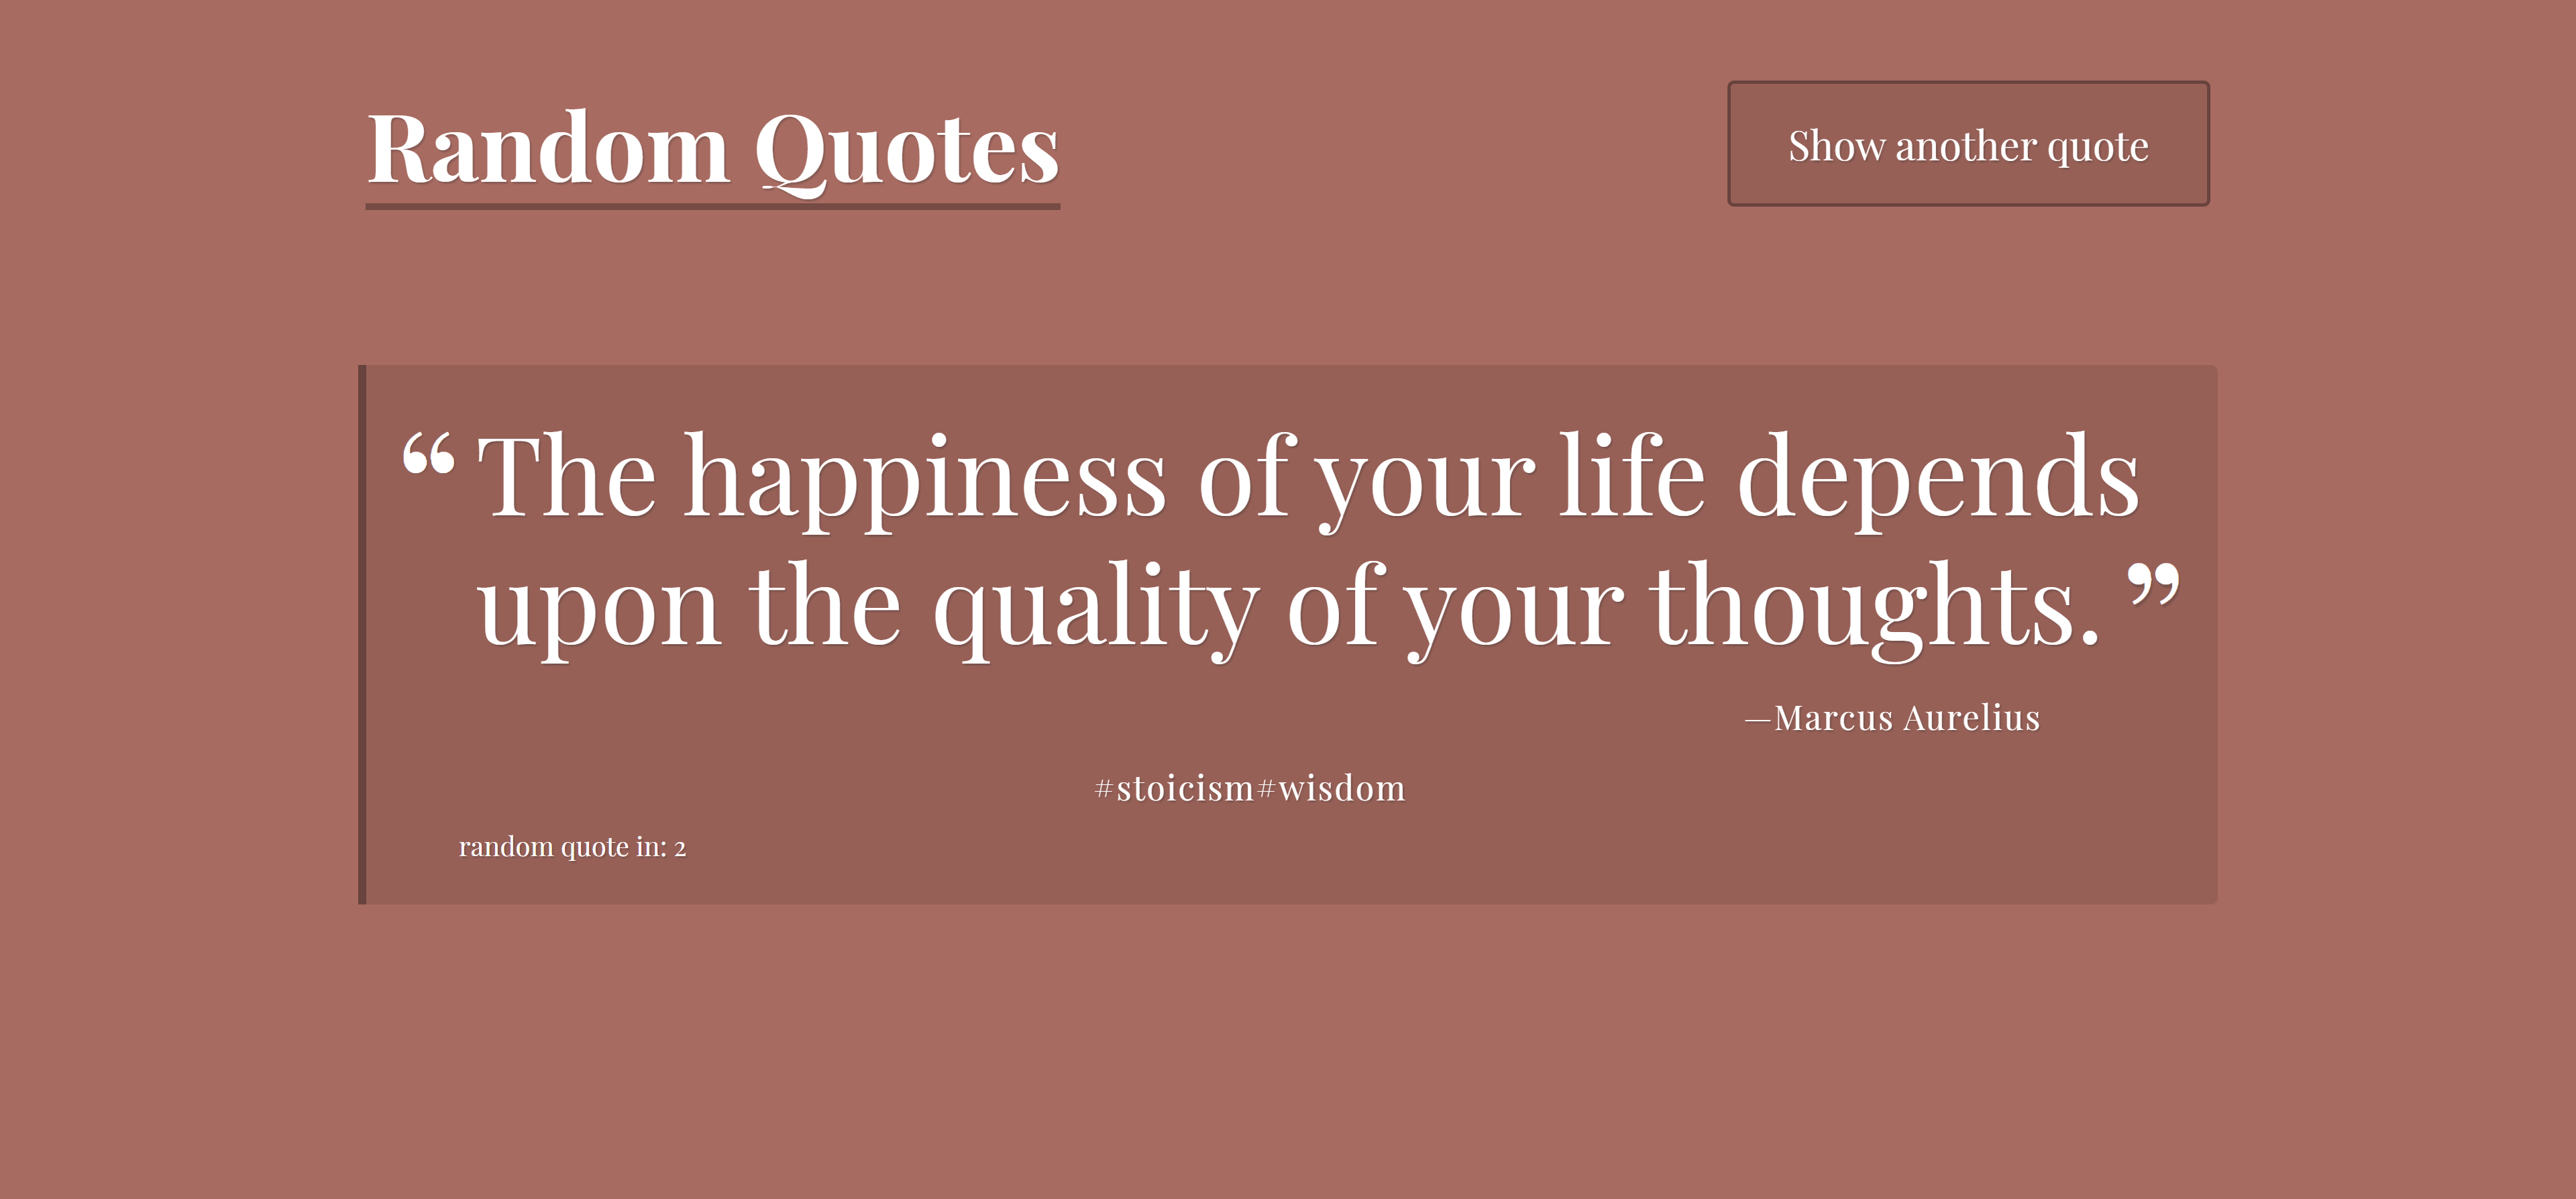 Random Quotes
Show another quote
“ The happiness of your life depends
upon the quality of your thoughts. ”
—Marcus Aurelius
#stoicism#wisdom
random quote in: 2